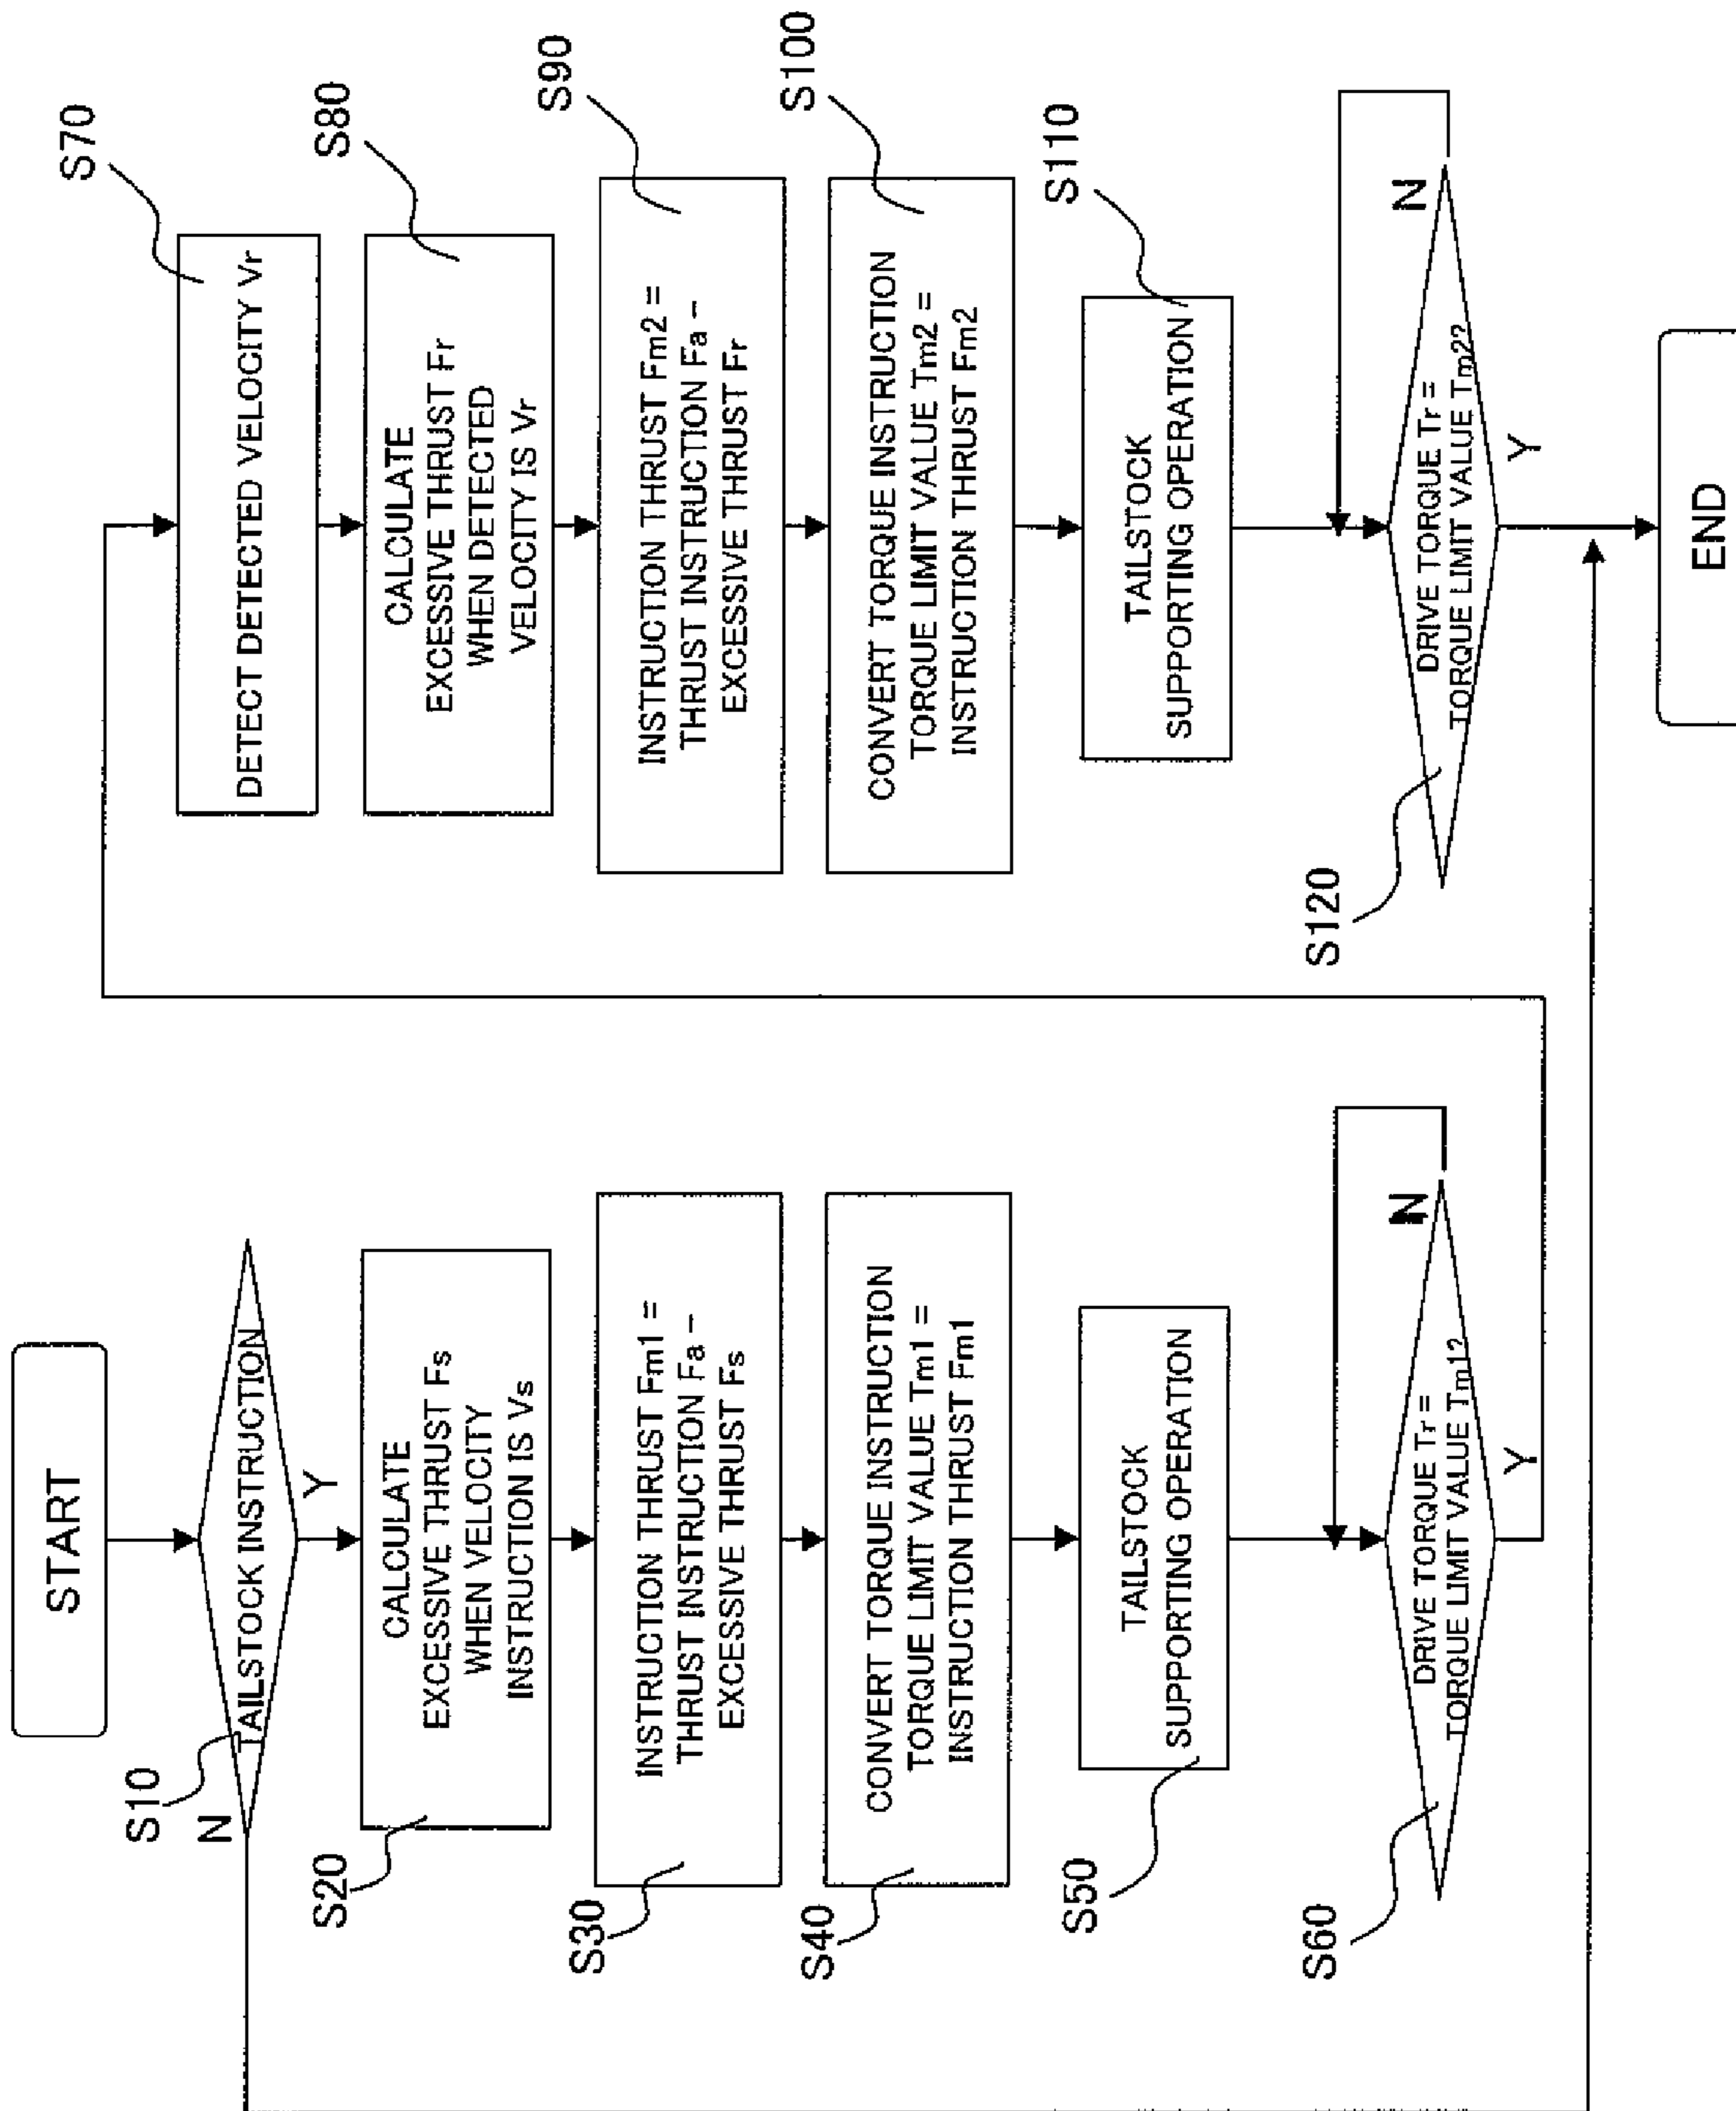 START
S10
TAILSTOCK INSTRUCTION
N
Y
S20
CALCULATE
EXCESSIVE THRUST Fs
WHEN VELOCITY
INSTRUCTION IS Vs
S30
INSTRUCTION THRUST Fm1 =
THRUST INSTRUCTION Fa −
EXCESSIVE THRUST Fs
S40
CONVERT TORQUE INSTRUCTION
TORQUE LIMIT VALUE Tm1 =
INSTRUCTION THRUST Fm1
S50
TAILSTOCK
SUPPORTING OPERATION
S60
DRIVE TORQUE Tr =
TORQUE LIMIT VALUE Tm1?
N
Y
S70
DETECT DETECTED VELOCITY Vr
S80
CALCULATE
EXCESSIVE THRUST Fr
WHEN DETECTED
VELOCITY IS Vr
S90
INSTRUCTION THRUST Fm2 =
THRUST INSTRUCTION Fa −
EXCESSIVE THRUST Fr
S100
CONVERT TORQUE INSTRUCTION
TORQUE LIMIT VALUE Tm2 =
INSTRUCTION THRUST Fm2
S110
TAILSTOCK
SUPPORTING OPERATION
S120
DRIVE TORQUE Tr =
TORQUE LIMIT VALUE Tm2?
N
Y
END